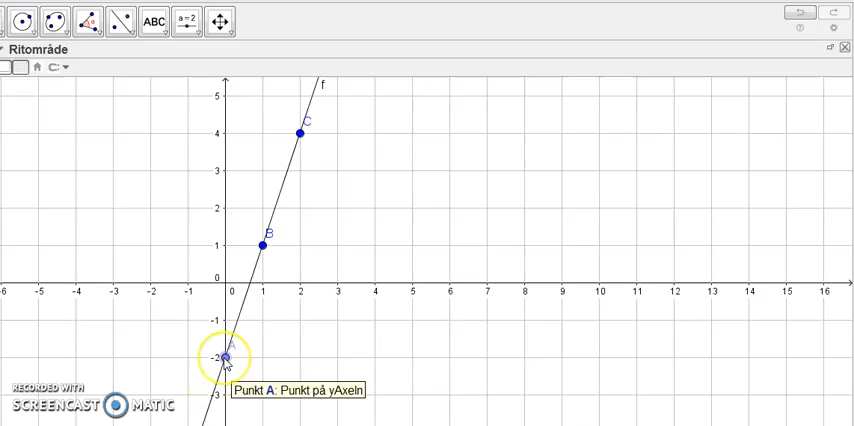 ABC
a = 2
Ritområde
f
5
C
4
3
2
B
1
0
-6 -5 -4 -3 -2 -1 0 1 2 3 4 5 6 7 8 9 10 11 12 13 14 15 16
-1
A
-2
Punkt A: Punkt på yAxeln
-3
RECORDED WITH
SCREENCAST MATIC